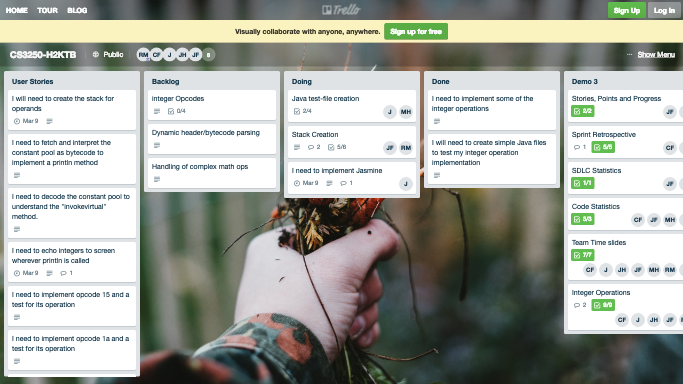 HOME TOUR BLOG
Trello
Sign Up Log In
Visually collaborate with anyone, anywhere. Sign up for free
CS3250-H2KTB
Public
RM CF J JH JF 8
··· Show Menu
User Stories
I will need to create the stack for
operands
Mar 9
I need to fetch and interpret the
constant pool as bytecode to
implement a println method
I need to decode the constant pool to
understand the "invokevirtual"
method.
I need to echo integers to screen
wherever println is called
Mar 9 1
I need to implement opcode 15 and a
test for its operation
I need to implement opcode 1a and a
test for its operation
Backlog
integer Opcodes
0/4
Dynamic header/bytecode parsing
Handling of complex math ops
Doing
Java test-file creation
2/4
J MH
Stack Creation
2 5/6
JF RM
I need to implement Jasmine
Mar 9 1
J
Done
I need to implement some of the
integer operations
I will need to create simple Java files
to test my integer operation
implementation
Demo 3
Stories, Points and Progress
2/2
JF
Sprint Retrospective
1 5/5
JF
SDLC Statistics
1/1
JF
Code Statistics
3/3
CF JF MH
Team Time slides
7/7
CF J JH JF MH RM
Integer Operations
2 9/9
CF J JH JF